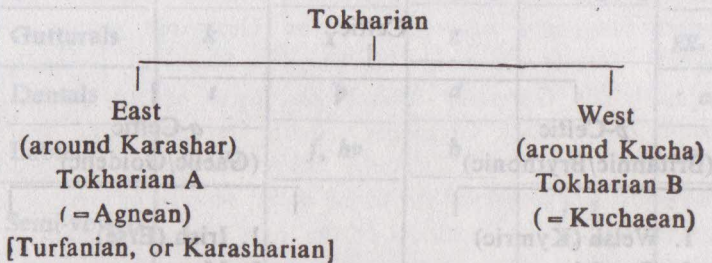 Tokharian
East
(around Karashar)
Tokharian A
(=Agnean)
[Turfanian, or Karasharian]
West
(around Kucha)
Tokharian B
(=Kuchaean)